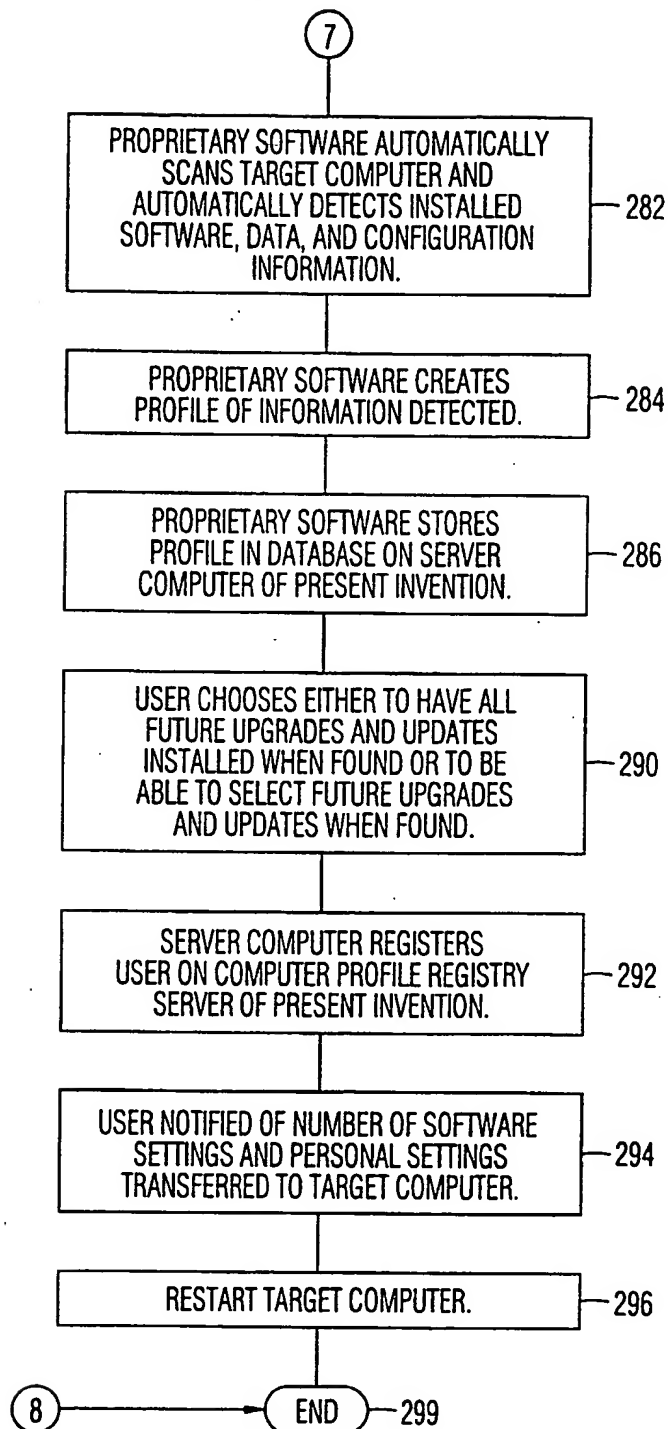 7
PROPRIETARY SOFTWARE AUTOMATICALLY
SCANS TARGET COMPUTER AND
AUTOMATICALLY DETECTS INSTALLED
SOFTWARE, DATA, AND CONFIGURATION
INFORMATION.
282
PROPRIETARY SOFTWARE CREATES
PROFILE OF INFORMATION DETECTED.
284
PROPRIETARY SOFTWARE STORES
PROFILE IN DATABASE ON SERVER
COMPUTER OF PRESENT INVENTION.
286
USER CHOOSES EITHER TO HAVE ALL
FUTURE UPGRADES AND UPDATES
INSTALLED WHEN FOUND OR TO BE
ABLE TO SELECT FUTURE UPGRADES
AND UPDATES WHEN FOUND.
290
SERVER COMPUTER REGISTERS
USER ON COMPUTER PROFILE REGISTRY
SERVER OF PRESENT INVENTION.
292
USER NOTIFIED OF NUMBER OF SOFTWARE
SETTINGS AND PERSONAL SETTINGS
TRANSFERRED TO TARGET COMPUTER.
294
RESTART TARGET COMPUTER.
296
8
END
299